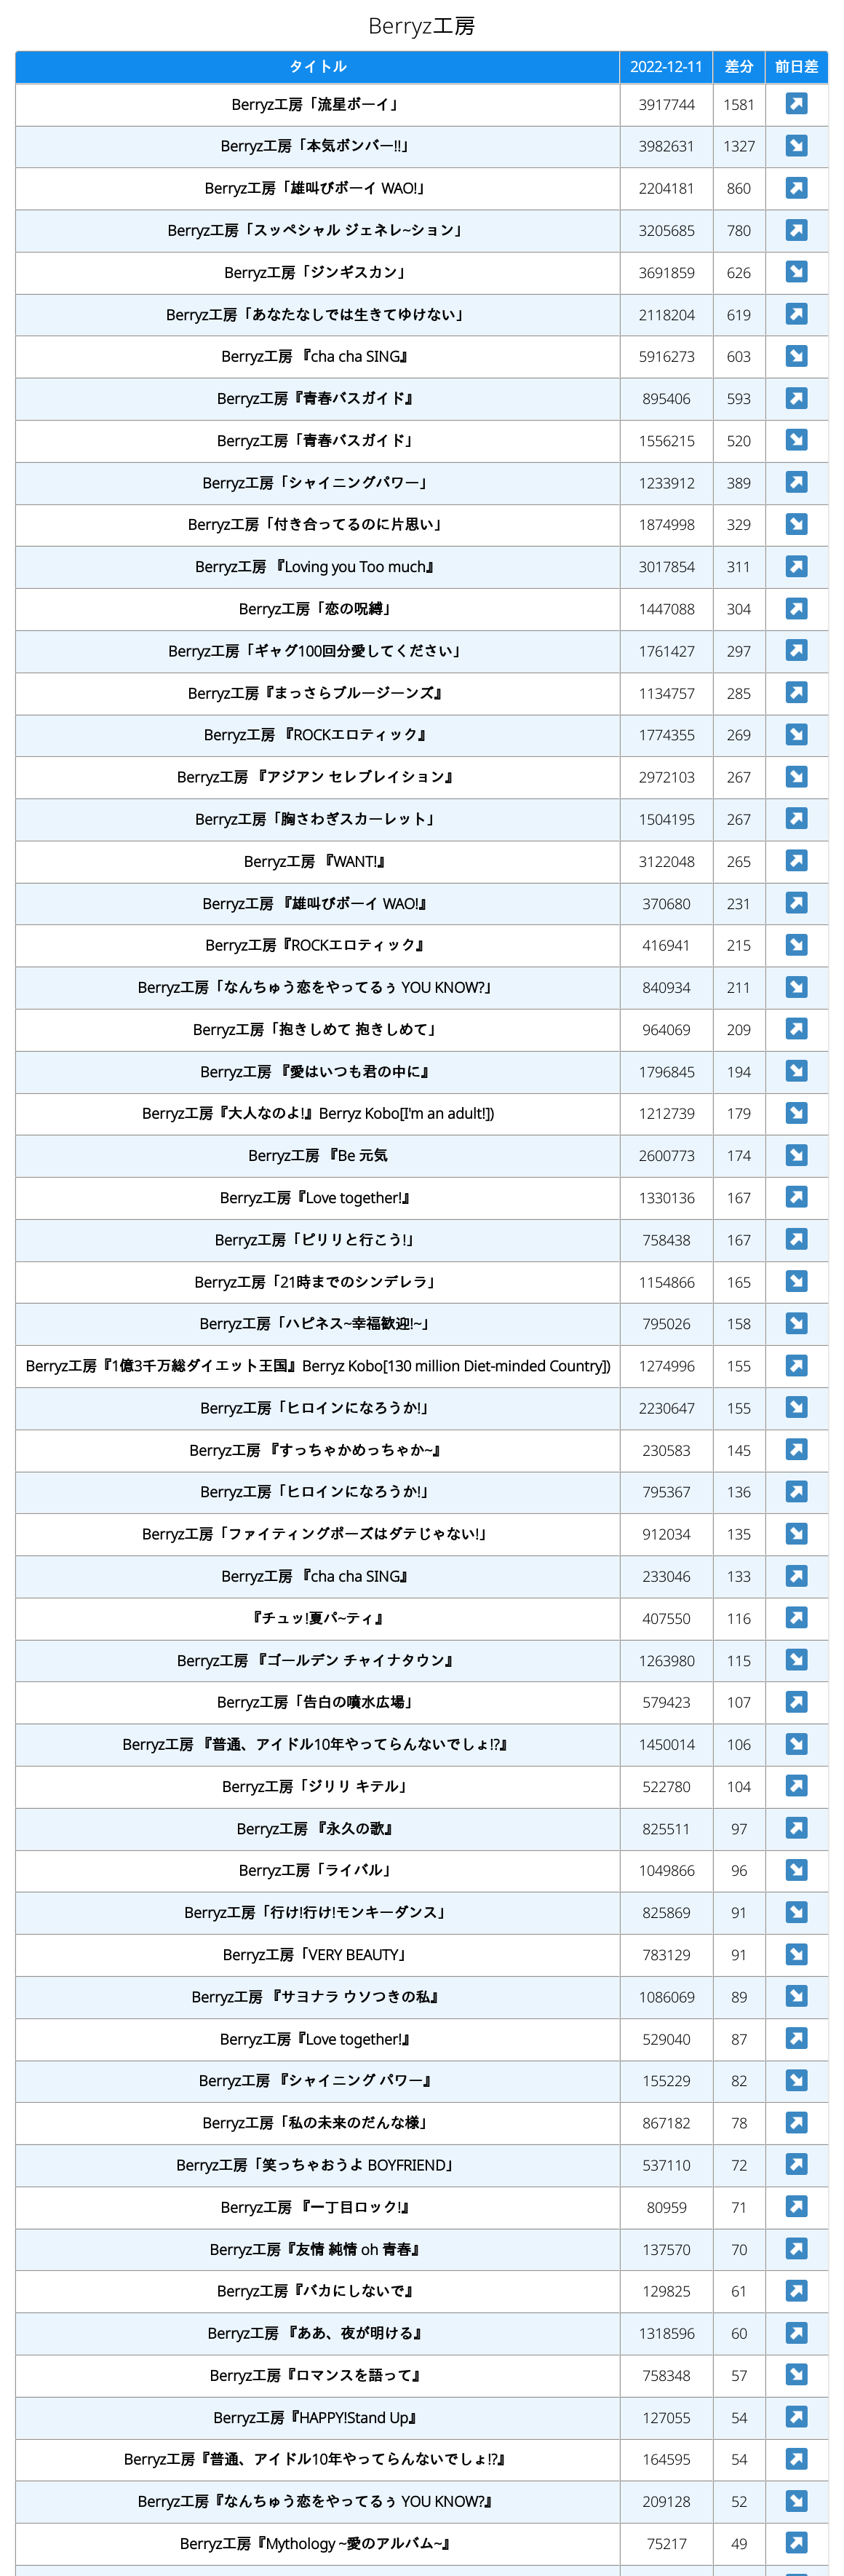 Berryz工房
タイトル 2022-12-11 差分 前日差
Berryz工房「流星ボーイ」 3917744 1581
Berryz工房「本気ボンバー!!」 3982631 1327
Berryz工房「雄叫びボーイ WAO!」 2204181 860
Berryz工房「スッペシャル ジェネレ~ション」 3205685 780
Berryz工房「ジンギスカン」 3691859 626
Berryz工房「あなたなしでは生きてゆけない」 2118204 619
Berryz工房 『cha cha SING』 5916273 603
Berryz工房『青春バスガイド』 895406 593
Berryz工房「青春バスガイド」 1556215 520
Berryz工房「シャイニングパワー」 1233912 389
Berryz工房「付き合ってるのに片思い」 1874998 329
Berryz工房 『Loving you Too much』 3017854 311
Berryz工房「恋の呪縛」 1447088 304
Berryz工房「ギャグ100回分愛してください」 1761427 297
Berryz工房『まっさらブルージーンズ』 1134757 285
Berryz工房 『ROCKエロティック』 1774355 269
Berryz工房 『アジアン セレブレイション』 2972103 267
Berryz工房「胸さわぎスカーレット」 1504195 267
Berryz工房 『WANT!』 3122048 265
Berryz工房 『雄叫びボーイ WAO!』 370680 231
Berryz工房『ROCKエロティック』 416941 215
Berryz工房「なんちゅう恋をやってるぅ YOU KNOW?」 840934 211
Berryz工房「抱きしめて 抱きしめて」 964069 209
Berryz工房 『愛はいつも君の中に』 1796845 194
Berryz工房『大人なのよ!』Berryz Kobo[I'm an adult!]) 1212739 179
Berryz工房 『Be 元気 2600773 174
Berryz工房『Love together!』 1330136 167
Berryz工房「ピリリと行こう!」 758438 167
Berryz工房「21時までのシンデレラ」 1154866 165
Berryz工房「ハピネス~幸福歓迎!~」 795026 158
Berryz工房『1億3千万総ダイエット王国』Berryz Kobo[130 million Diet-minded Country]) 1274996 155
Berryz工房「ヒロインになろうか!」 2230647 155
Berryz工房 『すっちゃかめっちゃか~』 230583 145
Berryz工房「ヒロインになろうか!」 795367 136
Berryz工房「ファイティングポーズはダテじゃない!」 912034 135
Berryz工房 『cha cha SING』 233046 133
『チュッ!夏パ~ティ』 407550 116
Berryz工房 『ゴールデン チャイナタウン』 1263980 115
Berryz工房「告白の噴水広場」 579423 107
Berryz工房 『普通、アイドル10年やってらんないでしょ!?』 1450014 106
Berryz工房「ジリリ キテル」 522780 104
Berryz工房 『永久の歌』 825511 97
Berryz工房「ライバル」 1049866 96
Berryz工房「行け!行け!モンキーダンス」 825869 91
Berryz工房「VERY BEAUTY」 783129 91
Berryz工房 『サヨナラ ウソつきの私』 1086069 89
Berryz工房『Love together!』 529040 87
Berryz工房 『シャイニング パワー』 155229 82
Berryz工房「私の未来のだんな様」 867182 78
Berryz工房「笑っちゃおうよ BOYFRIEND」 537110 72
Berryz工房 『一丁目ロック!』 80959 71
Berryz工房『友情 純情 oh 青春』 137570 70
Berryz工房『バカにしないで』 129825 61
Berryz工房 『ああ、夜が明ける』 1318596 60
Berryz工房『ロマンスを語って』 758348 57
Berryz工房『HAPPY!Stand Up』 127055 54
Berryz工房『普通、アイドル10年やってらんないでしょ!?』 164595 54
Berryz工房『なんちゅう恋をやってるぅ YOU KNOW?』 209128 52
Berryz工房『Mythology ~愛のアルバム~』 75217 49